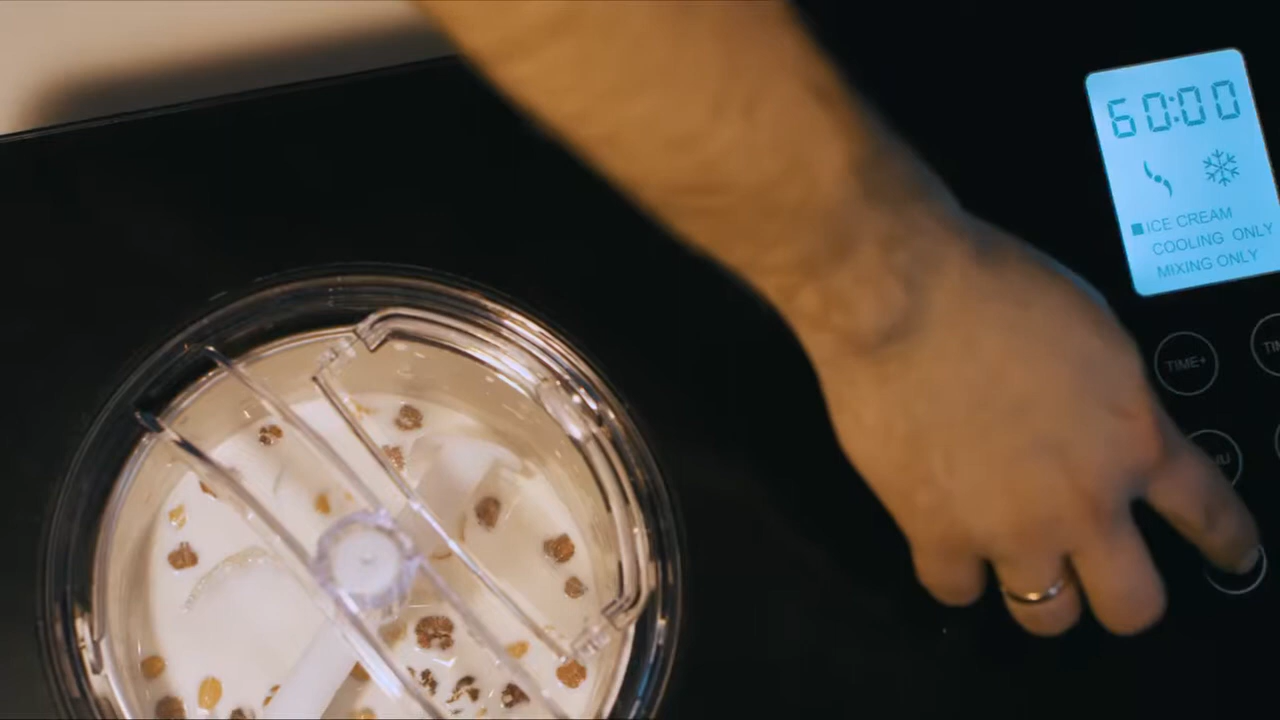 60:00
ICE CREAM
COOLING ONLY
MIXING ONLY
TIME+